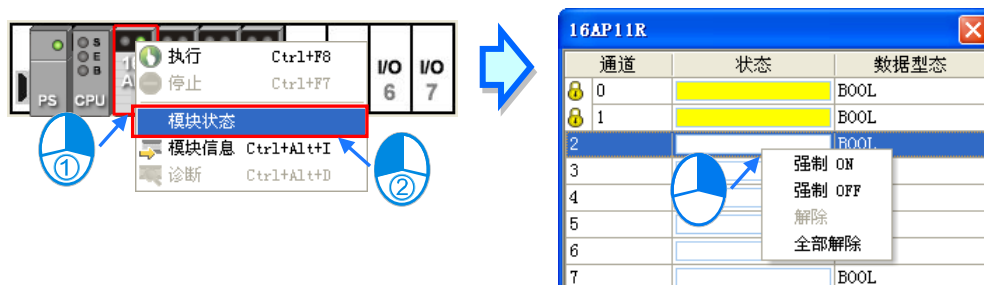 PS
CPU
S
E
B
I/O
6
I/O
7
执行 Ctrl+F8
停止 Ctrl+F7
模块状态
模块信息 Ctrl+Alt+I
诊断 Ctrl+Alt+D
①
②
16AP11R
通道 状态 数据型态
0 BOOL
1 BOOL
2 BOOL
3
4
5
6
7 BOOL
强制 ON
强制 OFF
解除
全部解除